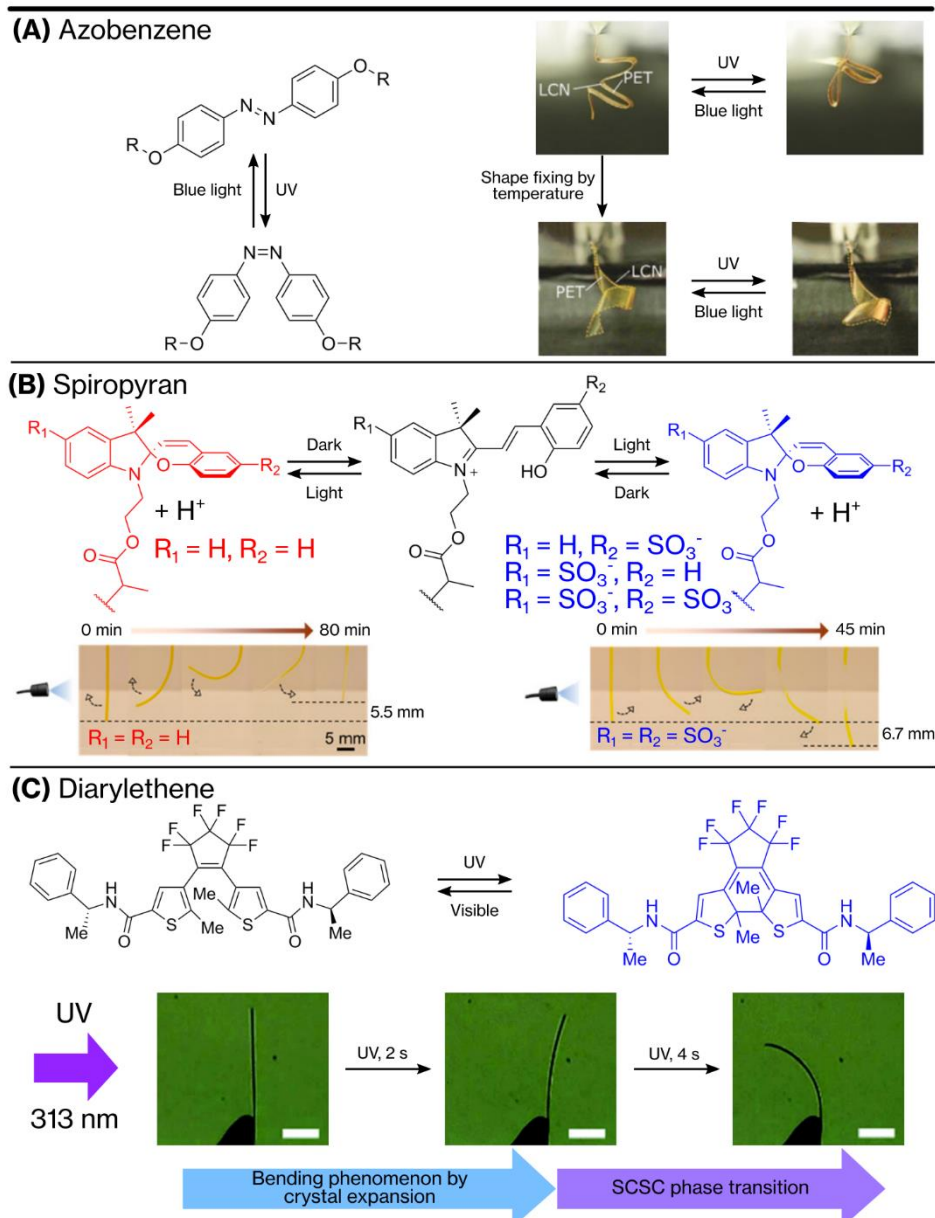 (A) Azobenzene
O
R
N
N
R
O
Blue light
UV
N=N
R-O
O-R
LCN
PET
UV
Blue light
Shape fixing by
temperature
LCN
PET
UV
Blue light
(B) Spiropyran
R1
N
O
R2
+ H+
O
O
R1 = H, R2 = H
Dark
Light
R1
R2
N
+
HO
O
O
Light
Dark
R1
N
O
R2
+ H+
O
O
R1 = H, R2 = SO3-
R1 = SO3-, R2 = H
R1 = SO3-, R2 = SO3
0 min
80 min
5.5 mm
R1 = R2 = H
5 mm
0 min
45 min
R1 = R2 = SO3-
6.7 mm
(C) Diarylethene
F F
F F
F F
H
N
Me
O
S
Me
Me
S
O
H
N
Me
UV
Visible
F F
F F
F F
H
N
Me
O
S
Me
Me
S
O
H
N
Me
UV
313 nm
UV, 2 s
UV, 4 s
Bending phenomenon by
crystal expansion
SCSC phase transition